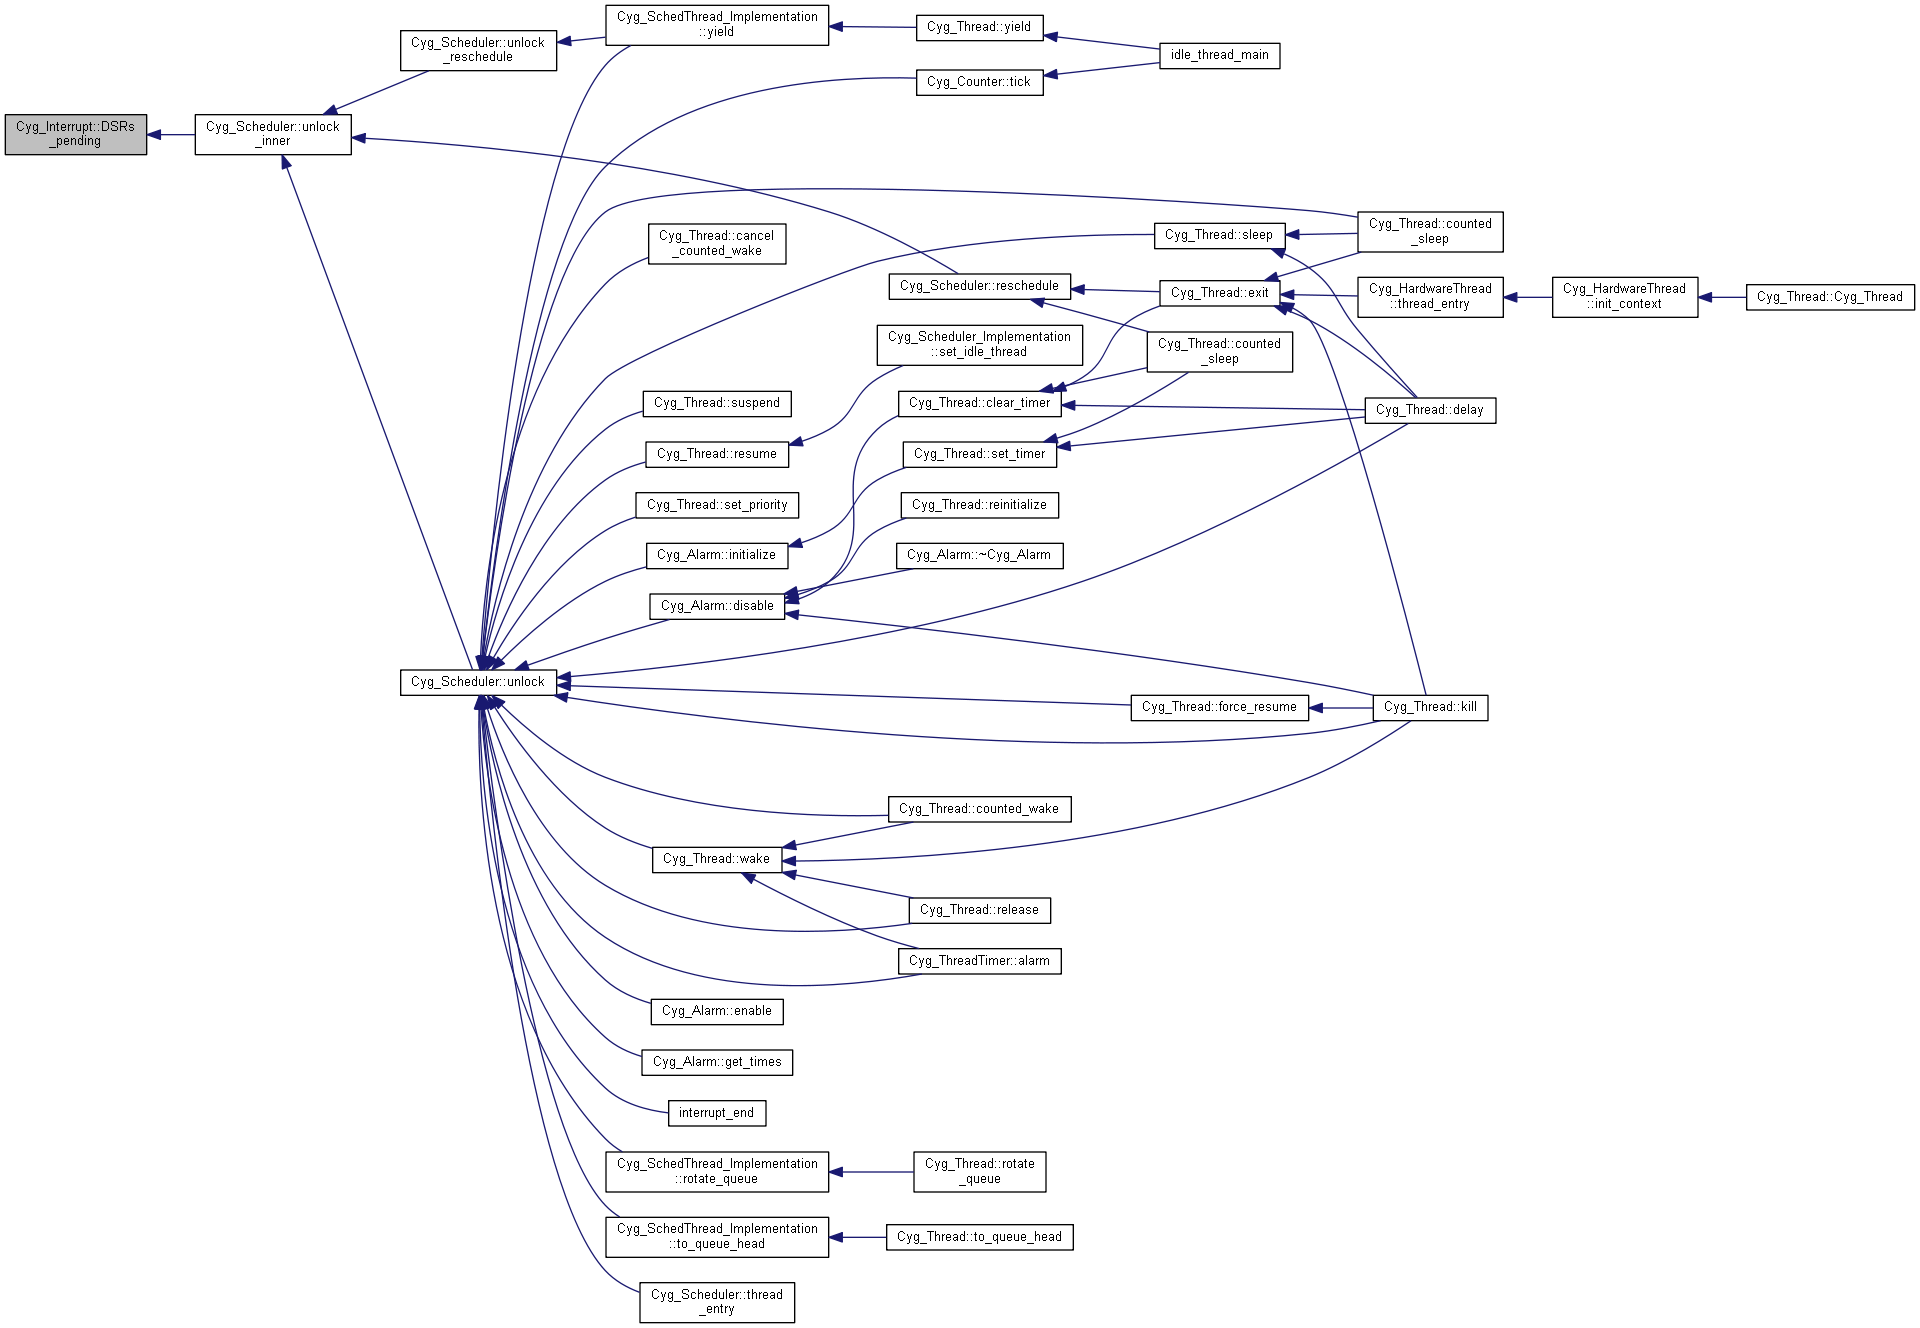 Cyg_SchedThread_Implementation
::yield
Cyg_Thread::yield
Cyg_Scheduler::unlock
_reschedule
idle_thread_main
Cyg_Counter::tick
Cyg_Interrupt::DSRs
_pending
Cyg_Scheduler::unlock
_inner
Cyg_Thread::counted
_sleep
Cyg_Thread::cancel
_counted_wake
Cyg_Thread::sleep
Cyg_Scheduler::reschedule
Cyg_Thread::exit
Cyg_HardwareThread
::thread_entry
Cyg_HardwareThread
::init_context
Cyg_Thread::Cyg_Thread
Cyg_Scheduler_Implementation
::set_idle_thread
Cyg_Thread::counted
_sleep
Cyg_Thread::suspend
Cyg_Thread::clear_timer
Cyg_Thread::delay
Cyg_Thread::resume
Cyg_Thread::set_timer
Cyg_Thread::set_priority
Cyg_Thread::reinitialize
Cyg_Alarm::initialize
Cyg_Alarm::~Cyg_Alarm
Cyg_Alarm::disable
Cyg_Scheduler::unlock
Cyg_Thread::force_resume
Cyg_Thread::kill
Cyg_Thread::counted_wake
Cyg_Thread::wake
Cyg_Thread::release
Cyg_ThreadTimer::alarm
Cyg_Alarm::enable
Cyg_Alarm::get_times
interrupt_end
Cyg_SchedThread_Implementation
::rotate_queue
Cyg_Thread::rotate
_queue
Cyg_SchedThread_Implementation
::to_queue_head
Cyg_Thread::to_queue_head
Cyg_Scheduler::thread
_entry